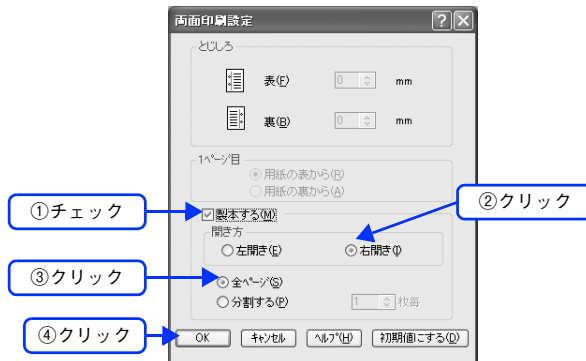 両面印刷設定
とじしろ
表(F) 0 mm
裏(B) 0 mm
1ページ目
用紙の表から(R)
用紙の裏から(A)
①チェック
製本する(M)
②クリック
開き方
左開き(E) 右開き(I)
③クリック
全ページ(S)
分割する(P) 1 枚毎
④クリック
OK キャンセル ヘルプ(H) 初期値にする(D)